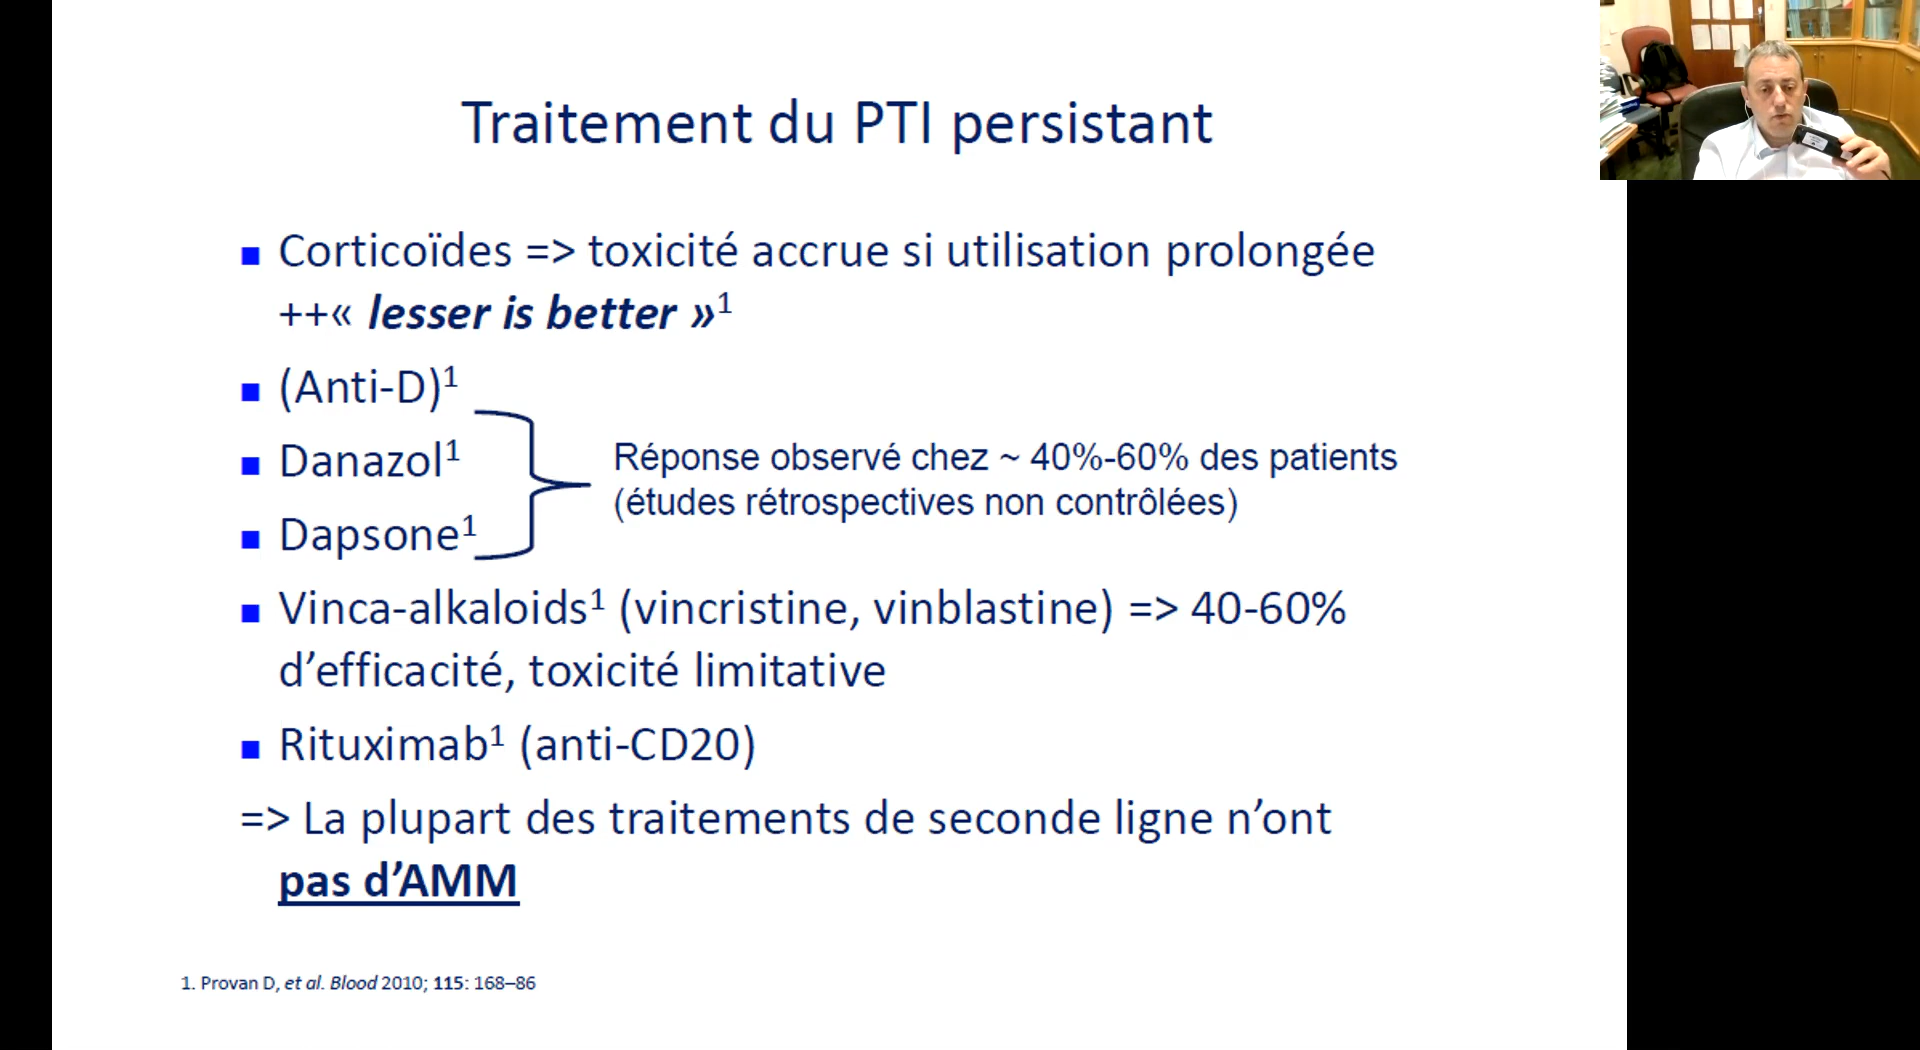 Traitement du PTI persistant
■ Corticoïdes => toxicité accrue si utilisation prolongée
++« lesser is better »¹
■ (Anti-D)¹
■ Danazol¹
■ Dapsone¹
Réponse observé chez ~ 40%-60% des patients
(études rétrospectives non contrôlées)
■ Vinca-alkaloids¹ (vincristine, vinblastine) => 40-60%
d’efficacité, toxicité limitative
■ Rituximab¹ (anti-CD20)
=> La plupart des traitements de seconde ligne n’ont
pas d’AMM
1. Provan D, et al. Blood 2010; 115: 168–86